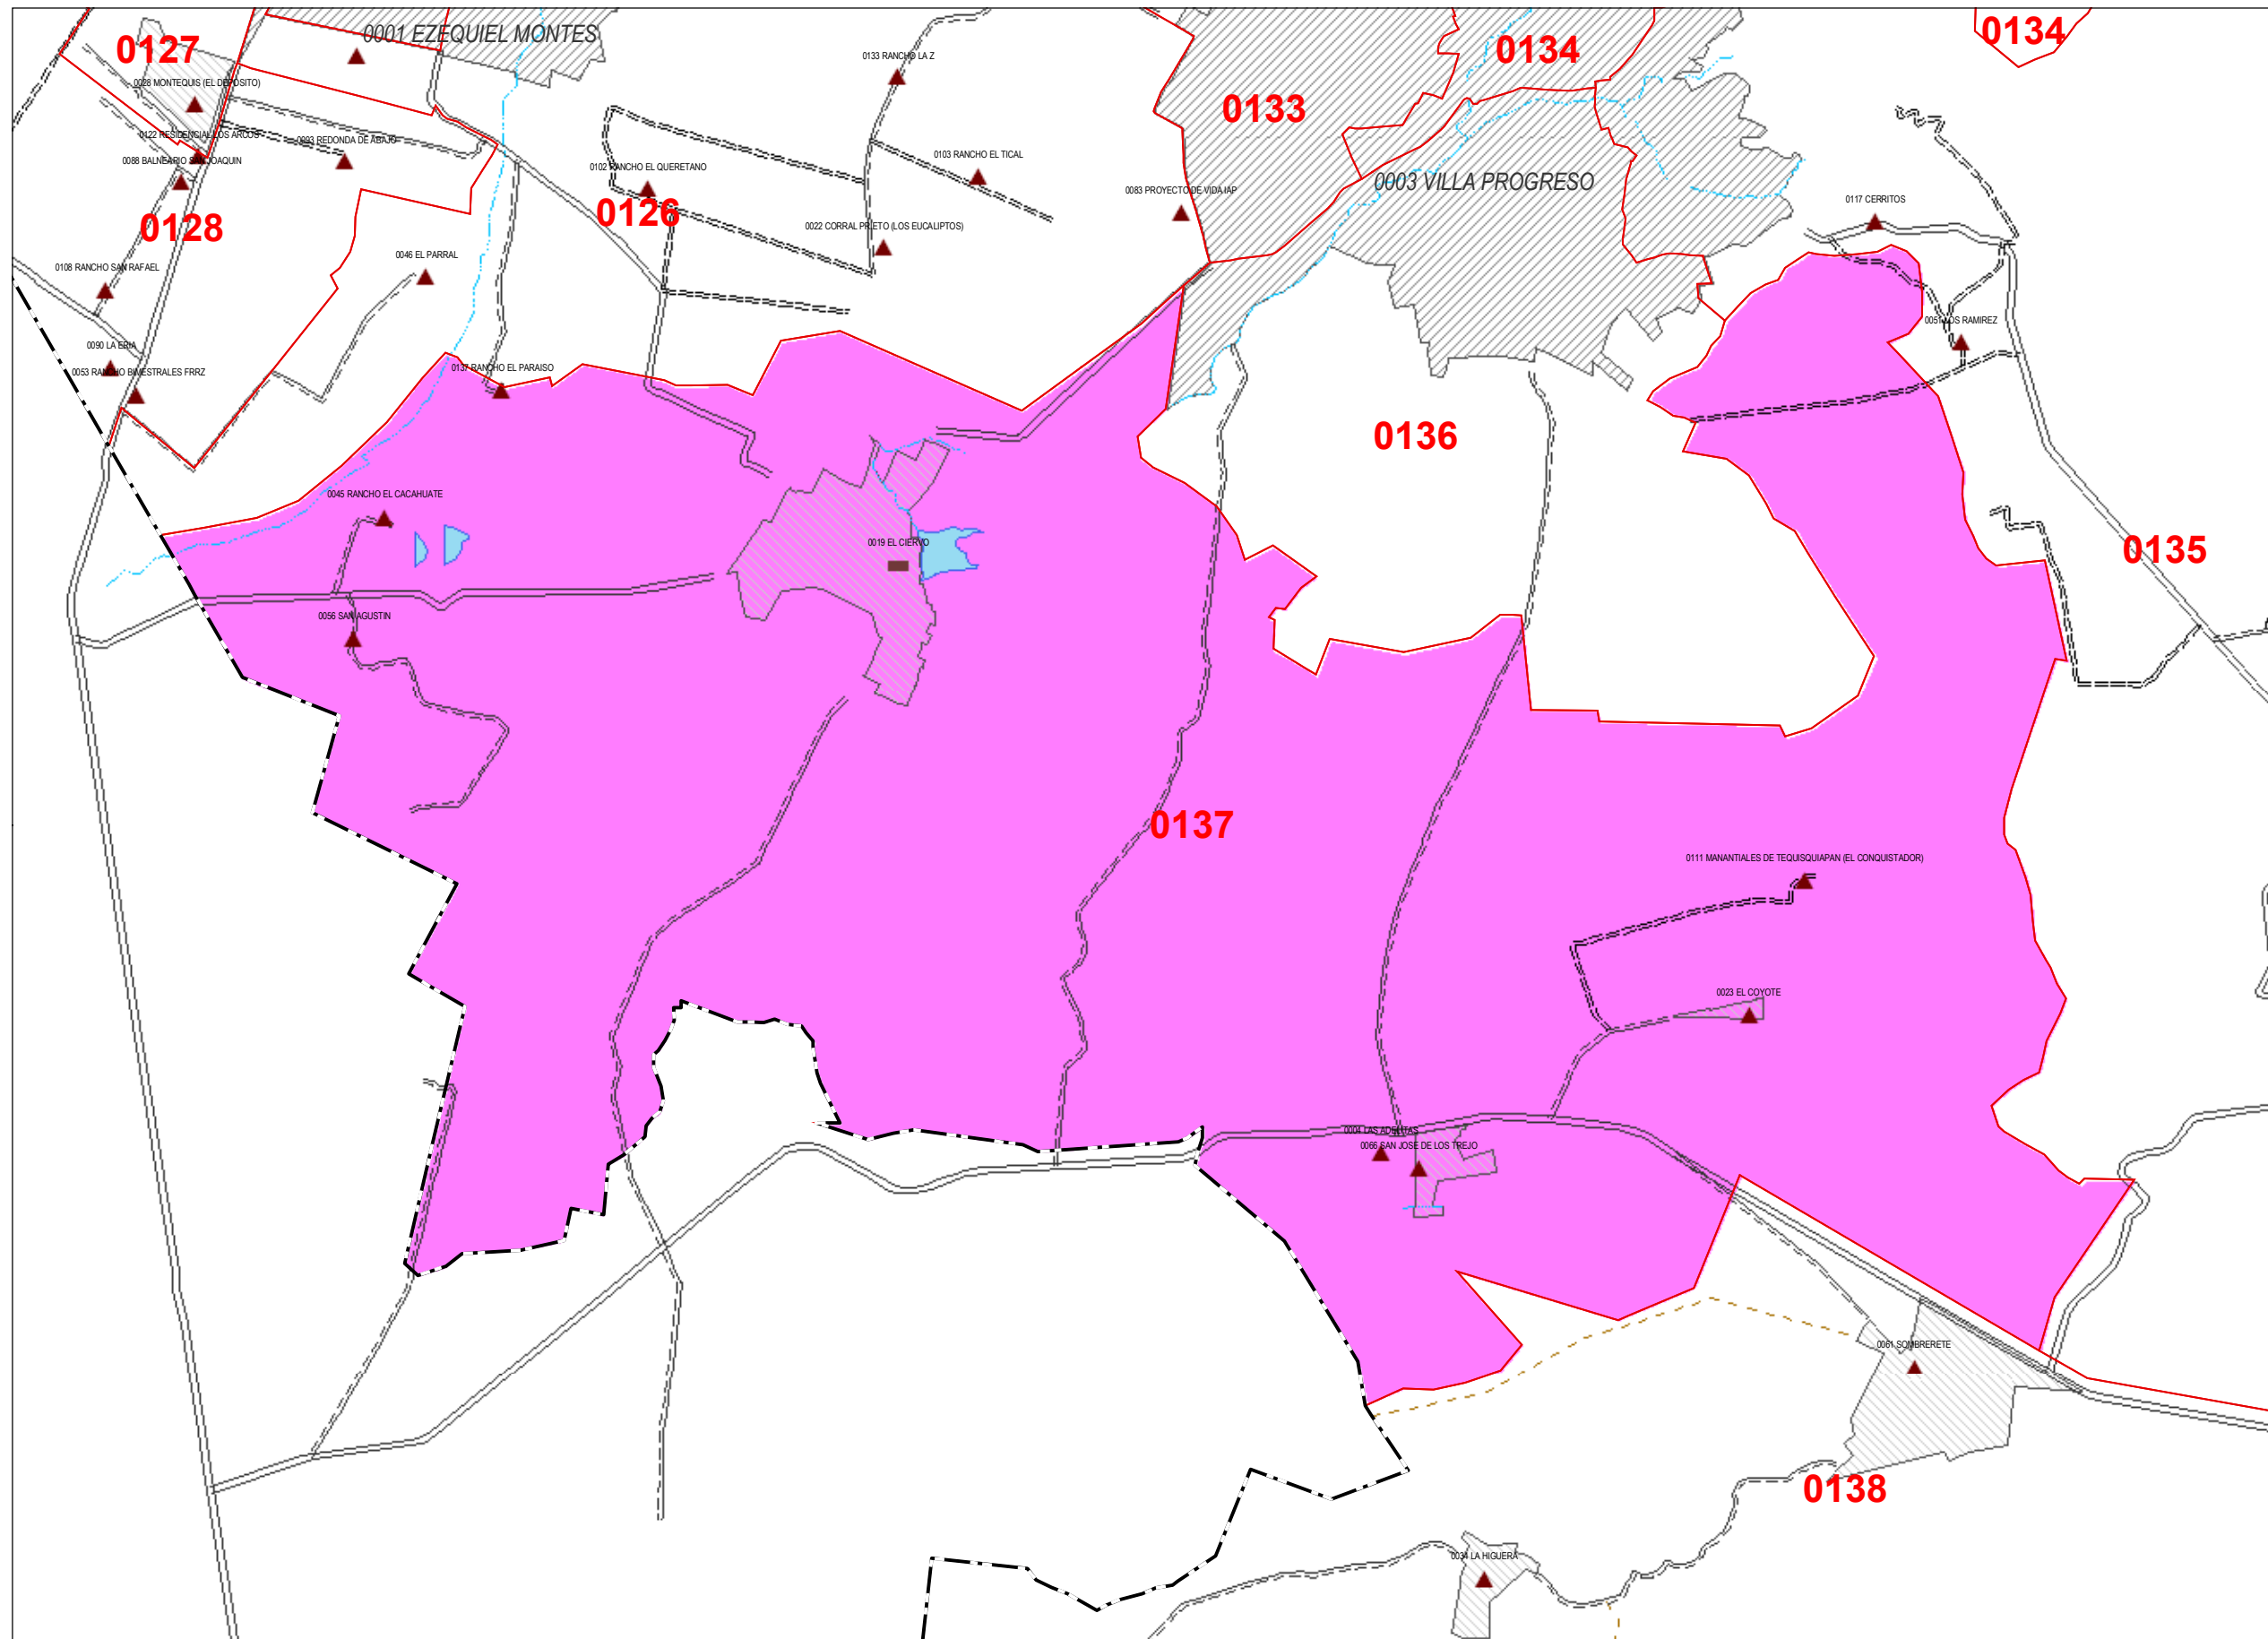 0001 EZEQUIEL MONTES
0127
0134
0134
0133 RANCHO LA Z
0028 MONTEQUIS (EL DEPOSITO)
0133
0122 RESIDENCIAL LOS ARCOS
0093 REDONDA DE ABAJO
0088 BALNEARIO SAN JOAQUIN
0102 RANCHO EL QUERETANO
0103 RANCHO EL TICAL
0003 VILLA PROGRESO
0083 PROYECTO DE VIDA IAP
0117 CERRITOS
0126
0128
0022 CORRAL PRIETO (LOS EUCALIPTOS)
0046 EL PARRAL
0108 RANCHO SAN RAFAEL
0051 LOS RAMIREZ
0090 LA ERIA
0137 RANCHO EL PARAISO
0053 RANCHO BIMESTRALES FRRZ
0136
0045 RANCHO EL CACAHUATE
0019 EL CIERVO
0135
0056 SAN AGUSTIN
0137
0111 MANANTIALES DE TEQUISQUIAPAN (EL CONQUISTADOR)
0023 EL COYOTE
0004 LAS ADELITAS
0066 SAN JOSE DE LOS TREJO
0061 SOMBRERETE
0138
0034 LA HIGUERA